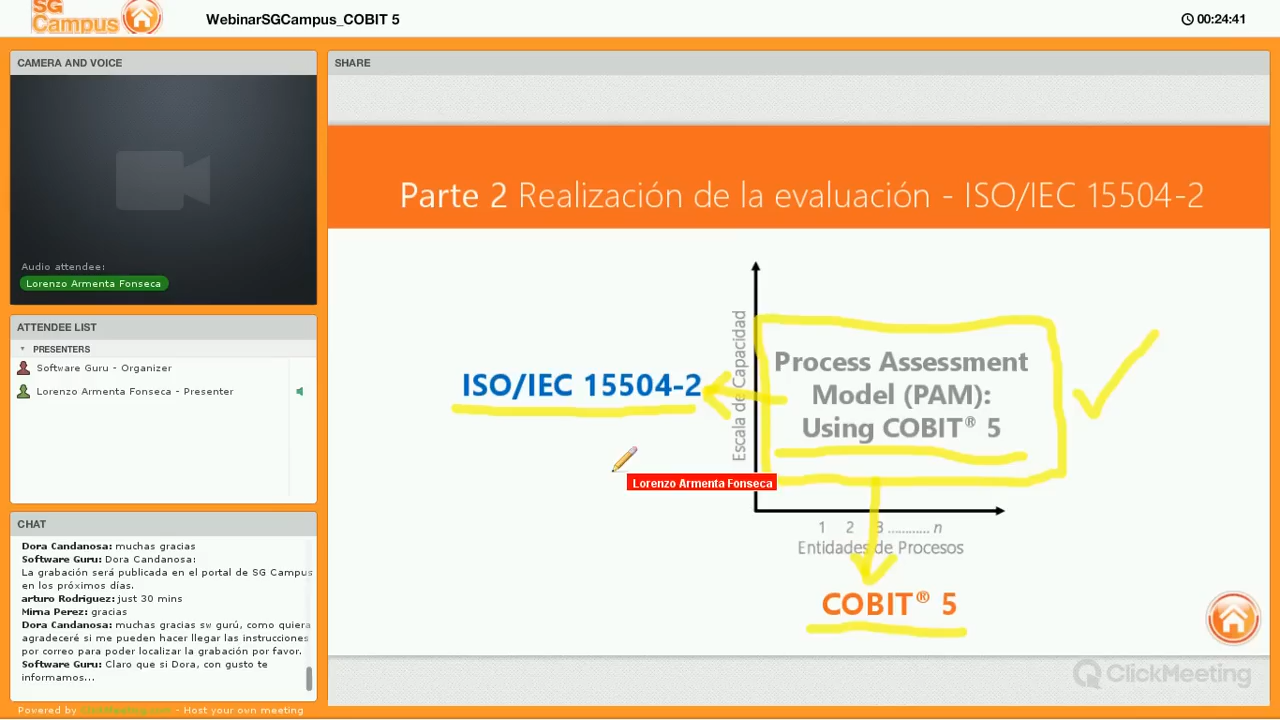 SG
Campus
WebinarSGCampus_COBIT 5
00:24:41
CAMERA AND VOICE
Audio attendee:
Lorenzo Armenta Fonseca
ATTENDEE LIST
PRESENTERS
Software Guru - Organizer
Lorenzo Armenta Fonseca - Presenter
CHAT
Dora Candanosa: muchas gracias
Software Guru: Dora Candanosa:
La grabación será publicada en el portal de SG Campus
en los próximos días.
arturo Rodriguez: just 30 mins
Mirna Perez: gracias
Dora Candanosa: muchas gracias sw gurú, como quiera
agradeceré si me pueden hacer llegar las instrucciones
por correo para poder localizar la grabación por favor.
Software Guru: Claro que si Dora, con gusto te
informamos...
Powered by ClickMeeting.com - Host your own meeting
SHARE
Parte 2 Realización de la evaluación - ISO/IEC 15504-2
ISO/IEC 15504-2
Escala de Capacidad
Process Assessment
Model (PAM):
Using COBIT® 5
Lorenzo Armenta Fonseca
1 2 3 ............ n
Entidades de Procesos
COBIT® 5
ClickMeeting